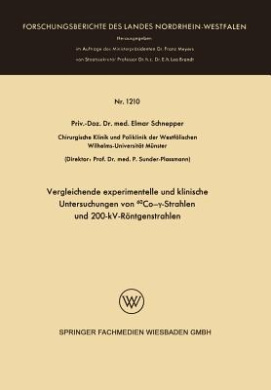 FORSCHUNGSBERICHTE DES LANDES NORDRHEIN-WESTFALEN
Herausgegeben
im Auftrage des Ministerpräsidenten Dr. Franz Meyers
von Staatssekretär Professor Dr. h. c. Dr. E. h. Leo Brandt
Nr. 1210
Priv.-Doz. Dr. med. Elmar Schnepper
Chirurgische Klinik und Poliklinik der Westfälischen
Wilhelms-Universität Münster
(Direktor: Prof. Dr. med. P. Sunder-Plassmann)
Vergleichende experimentelle und klinische
Untersuchungen von ⁶⁰Co–γ-Strahlen
und 200-kV-Röntgenstrahlen
SPRINGER FACHMEDIEN WIESBADEN GMBH